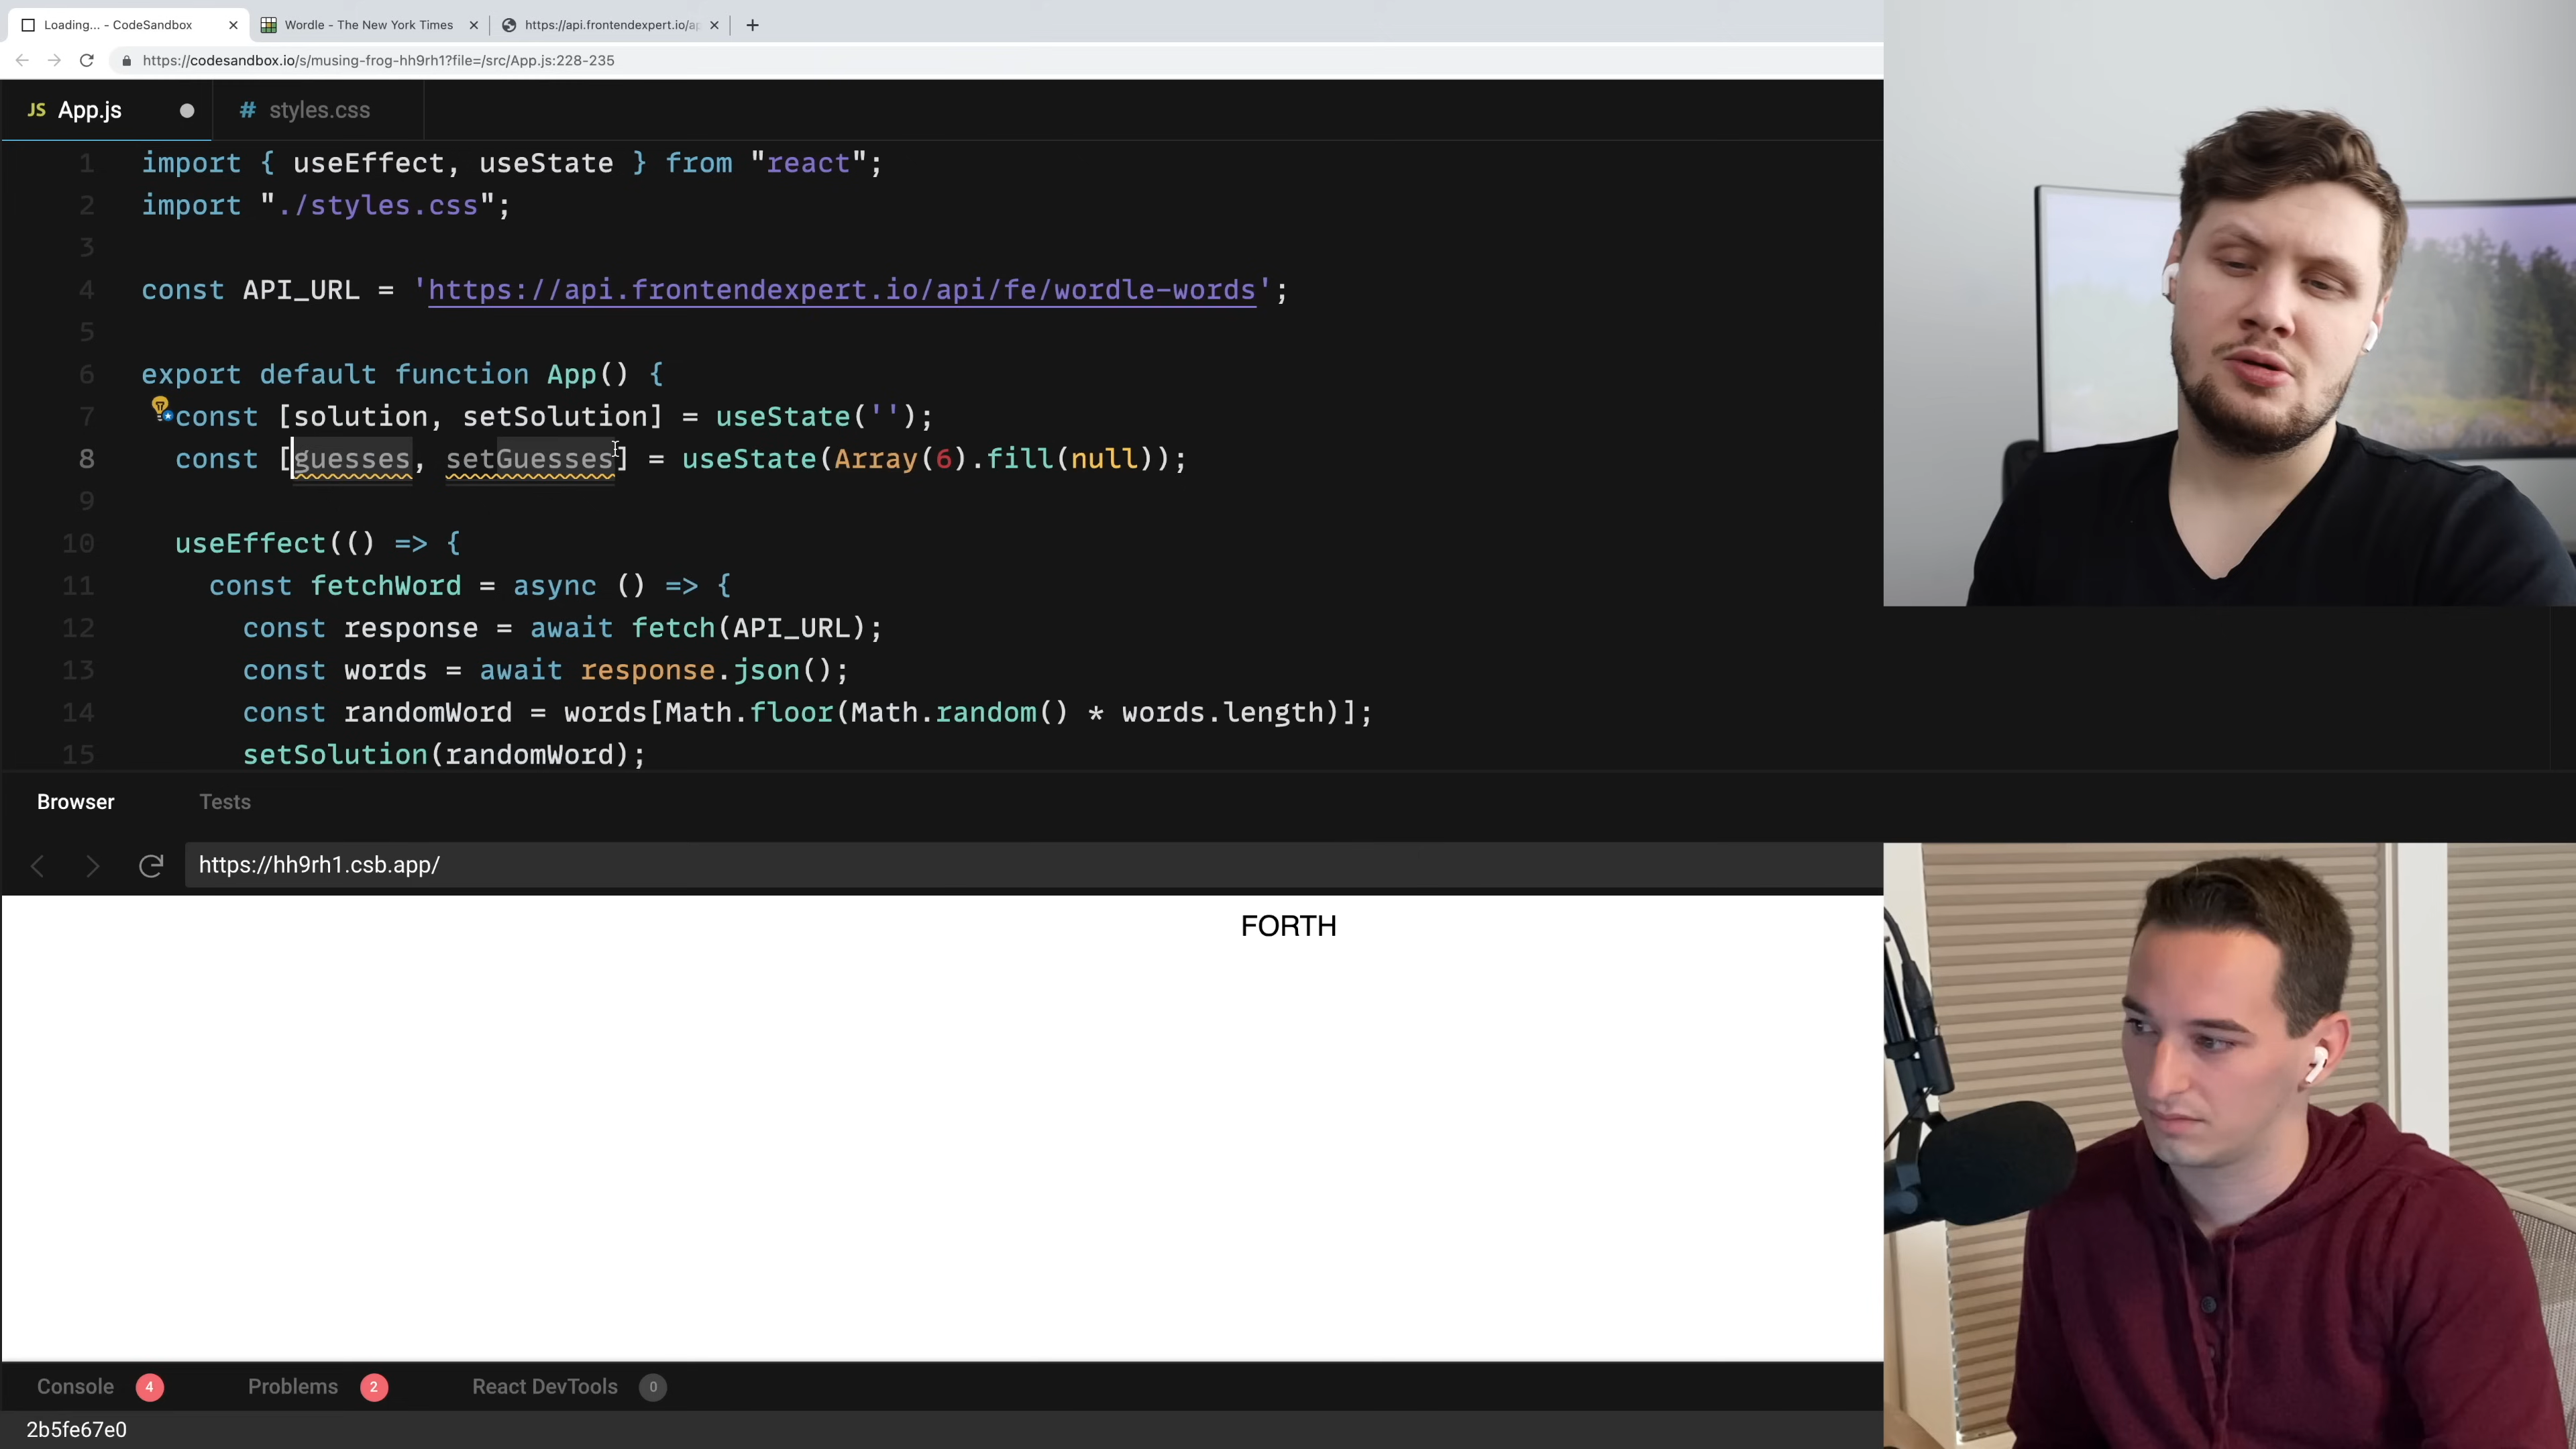 Loading... - CodeSandbox
Wordle - The New York Times
https://api.frontendexpert.io/ap
https://codesandbox.io/s/musing-frog-hh9rh1?file=/src/App.js:228-235
JS App.js
# styles.css
1 import { useEffect, useState } from "react";
2 import "./styles.css";
3
4 const API_URL = 'https://api.frontendexpert.io/api/fe/wordle-words';
5
6 export default function App() {
7 const [solution, setSolution] = useState('');
8 const [guesses, setGuesses] = useState(Array(6).fill(null));
9
10 useEffect(() => {
11 const fetchWord = async () => {
12 const response = await fetch(API_URL);
13 const words = await response.json();
14 const randomWord = words[Math.floor(Math.random() * words.length)];
15 setSolution(randomWord);
Browser Tests
https://hh9rh1.csb.app/
FORTH
Console 4 Problems 2 React DevTools 0
2b5fe67e0